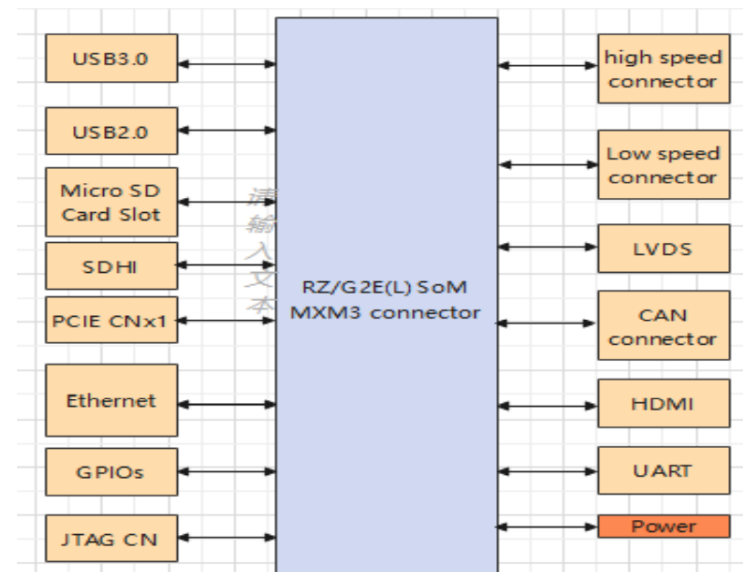 USB3.0
USB2.0
Micro SD
Card Slot
SDHI
PCIE CNx1
Ethernet
GPIOs
JTAG CN
请输入文本
RZ/G2E(L) SoM
MXM3 connector
high speed
connector
Low speed
connector
LVDS
CAN
connector
HDMI
UART
Power